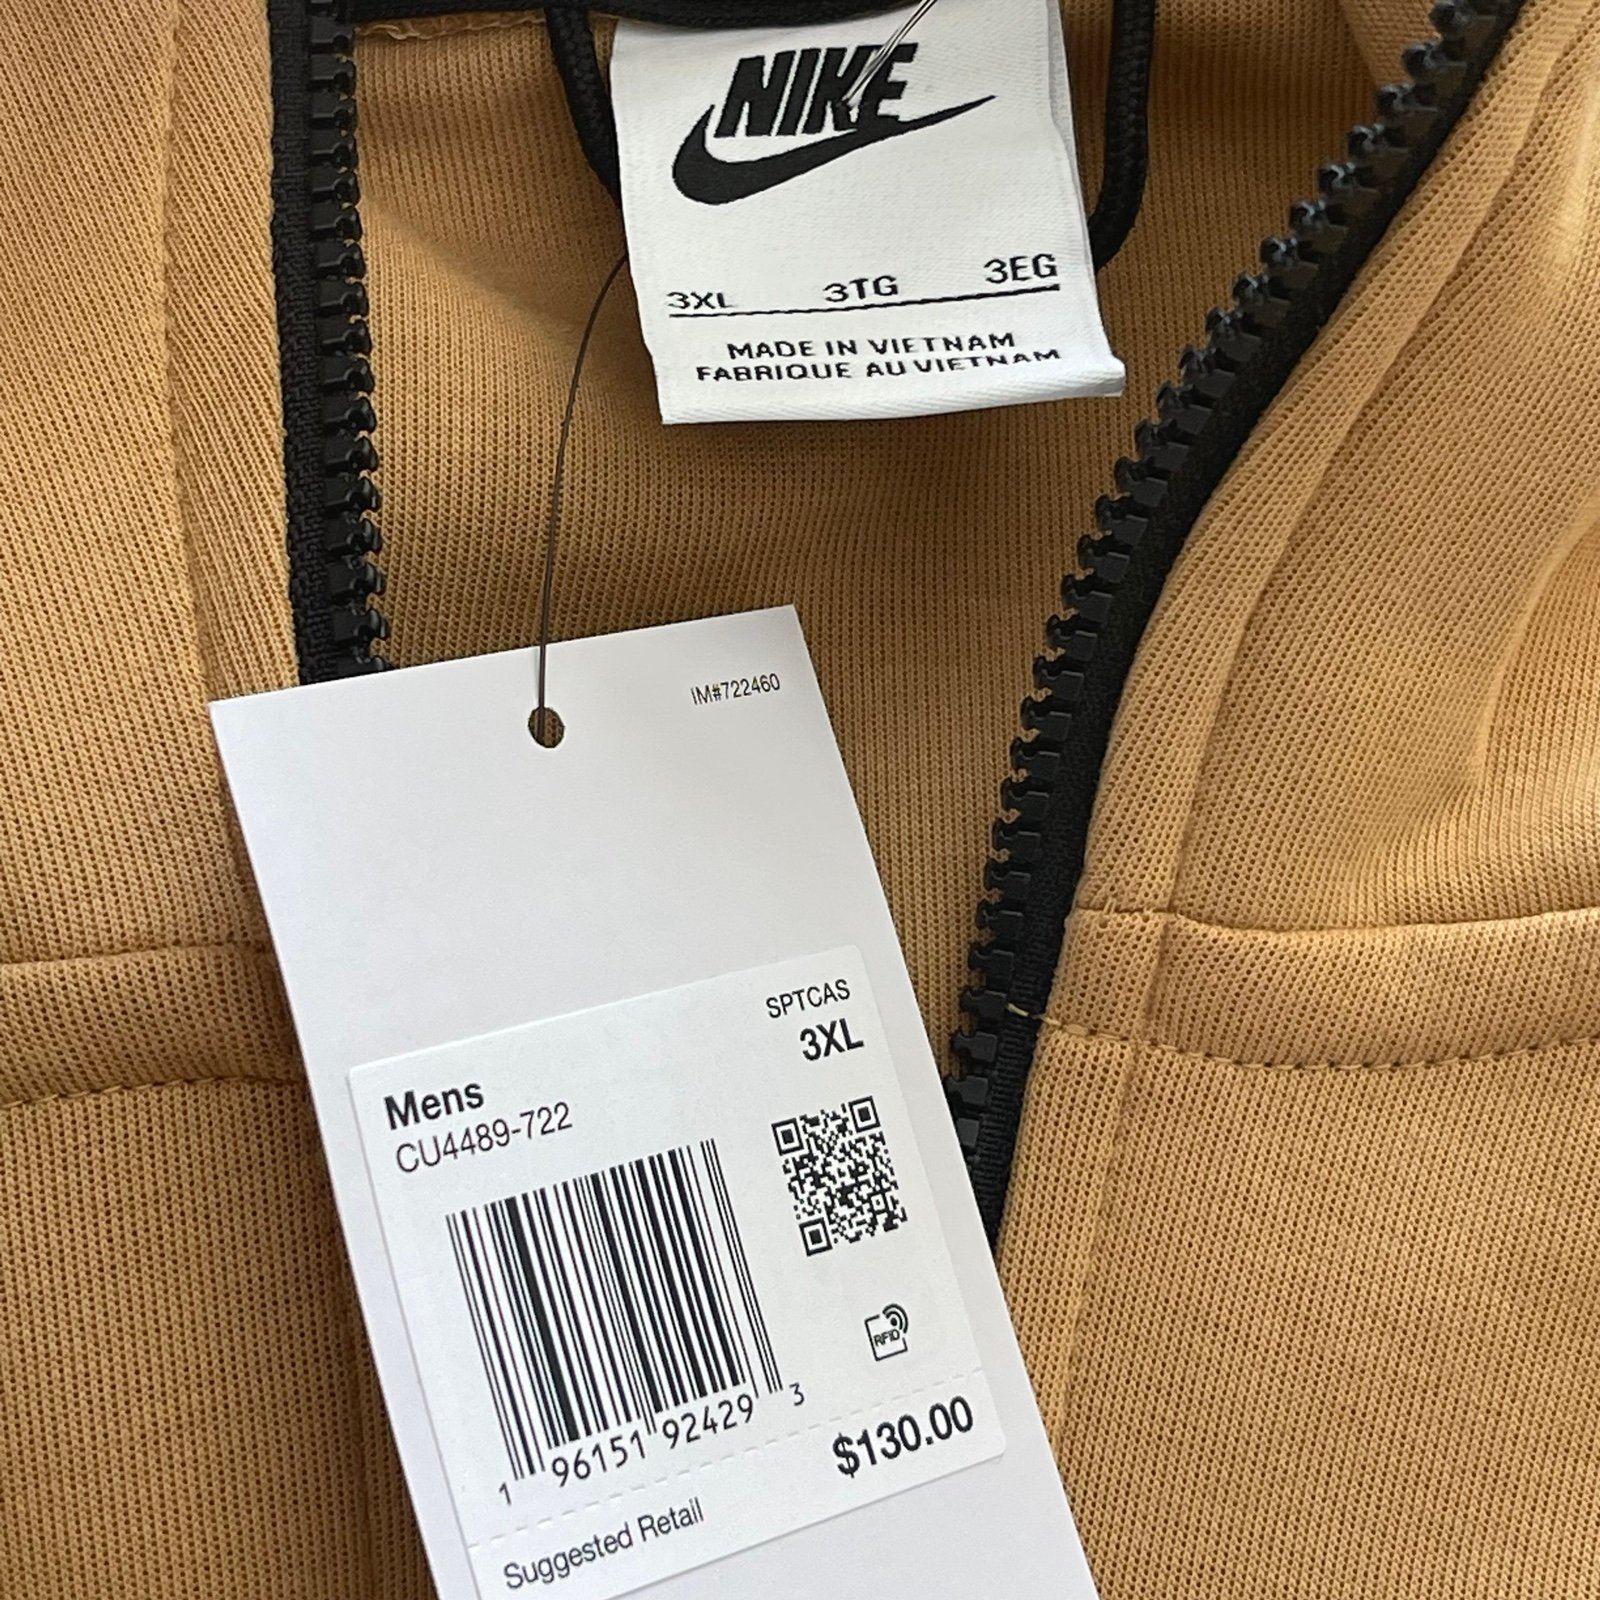 NIKE
3XL 3TG 3EG
MADE IN VIETNAM
FABRIQUE AU VIETNAM
IM#722460
SPTCAS
3XL
Mens
CU4489-722
RFID
1 96151 92429 3
$130.00
Suggested Retail